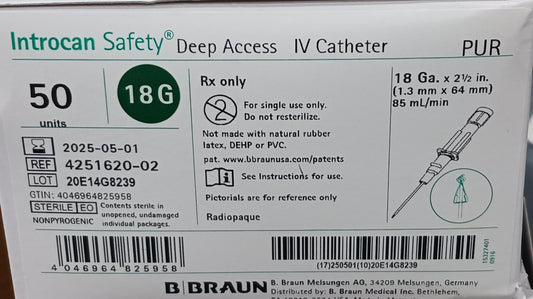 Introcan Safety® Deep Access IV Catheter PUR
50
units
18G
Rx only
2
For single use only.
Do not resterilize.
Not made with natural rubber
latex, DEHP or PVC.
pat. www.bbraunusa.com/patents
See Instructions for use.
Pictorials are for reference only
Radiopaque
18 Ga. x 2½ in.
(1.3 mm x 64 mm)
85 mL/min
2025-05-01
REF 4251620-02
LOT 20E14G8239
GTIN: 4046964825958
STERILE EO Contents sterile in
unopened, undamaged
individual packages.
NONPYROGENIC
4 046964 825958
(17)250501(10)20E14G8239
15327401
0916
B BRAUN
B. Braun Melsungen AG, 34209 Melsungen, Germany
Distributed by: B. Braun Medical Inc. Bethlehem,